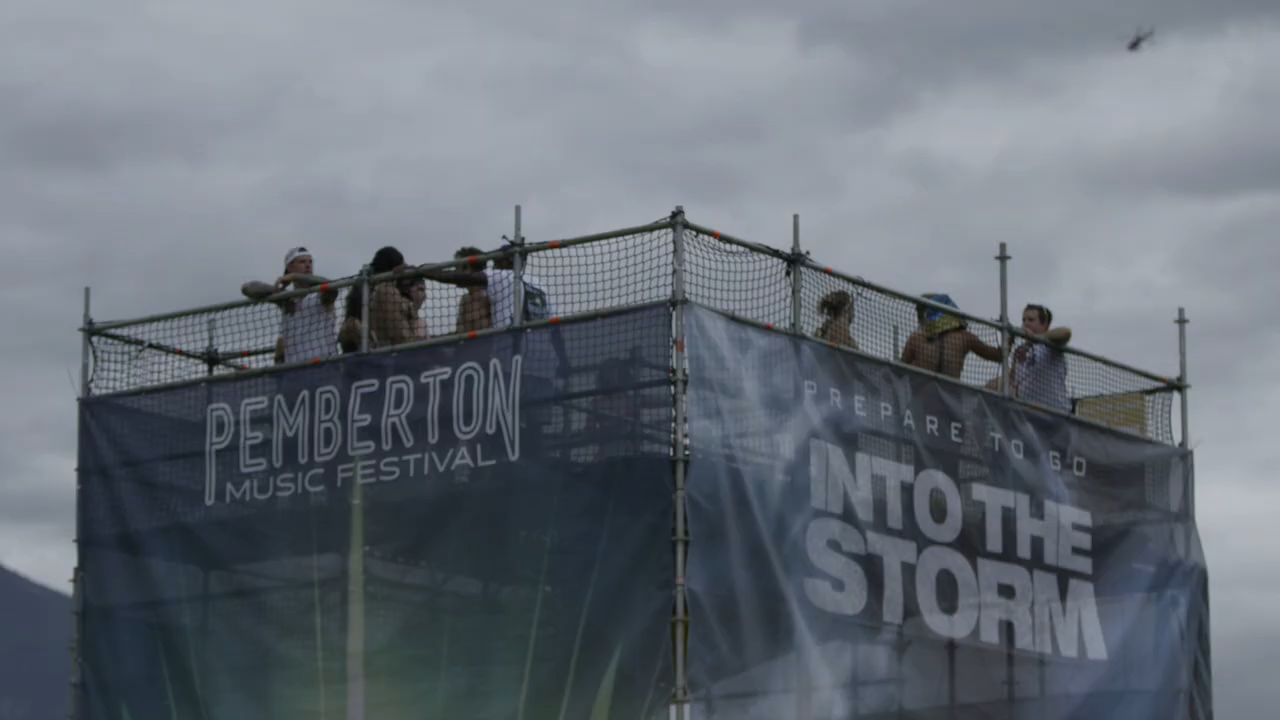 PEMBERTON
MUSIC FESTIVAL
PREPARE TO GO
INTO THE
STORM